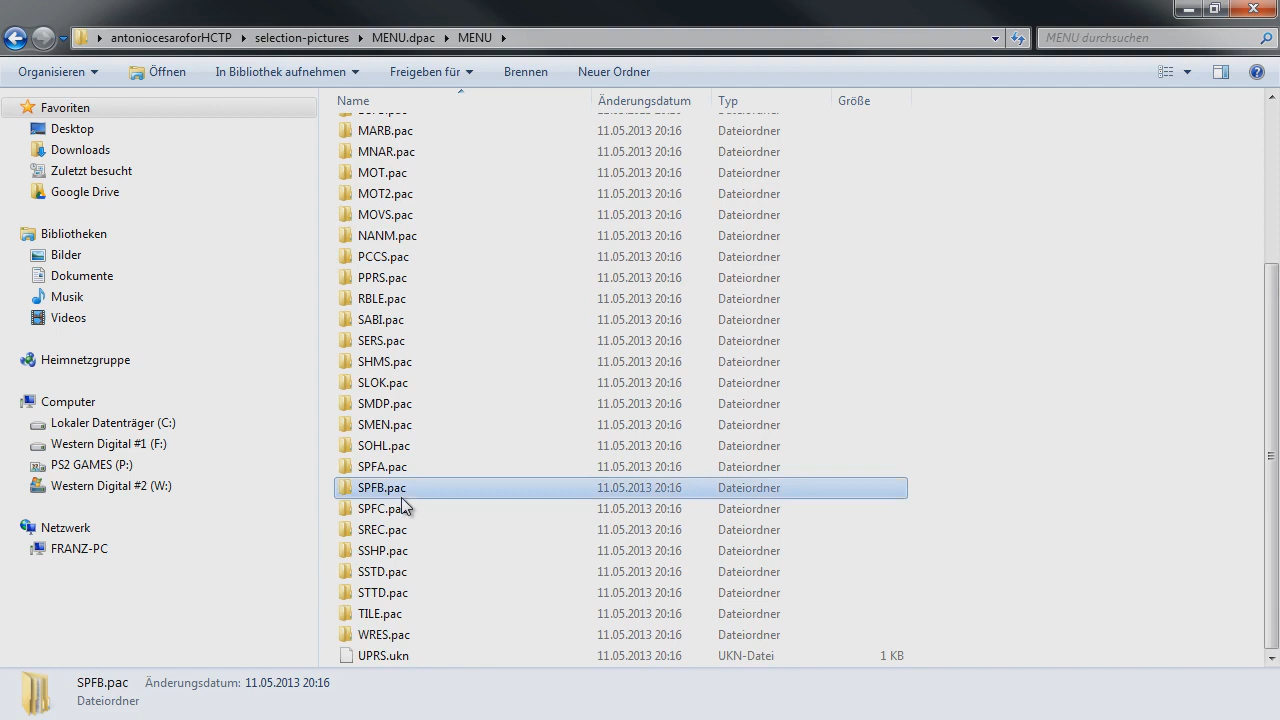 antoniocesaroforHCTP selection-pictures MENU.dpac MENU
MENU durchsuchen
Organisieren Öffnen In Bibliothek aufnehmen Freigeben für Brennen Neuer Ordner
Favoriten
Desktop
Downloads
Zuletzt besucht
Google Drive
Bibliotheken
Bilder
Dokumente
Musik
Videos
Heimnetzgruppe
Computer
Lokaler Datenträger (C:)
Western Digital #1 (F:)
PS2 GAMES (P:)
Western Digital #2 (W:)
Netzwerk
FRANZ-PC
Name Änderungsdatum Typ Größe
MARB.pac 11.05.2013 20:16 Dateiordner
MNAR.pac 11.05.2013 20:16 Dateiordner
MOT.pac 11.05.2013 20:16 Dateiordner
MOT2.pac 11.05.2013 20:16 Dateiordner
MOVS.pac 11.05.2013 20:16 Dateiordner
NANM.pac 11.05.2013 20:16 Dateiordner
PCCS.pac 11.05.2013 20:16 Dateiordner
PPRS.pac 11.05.2013 20:16 Dateiordner
RBLE.pac 11.05.2013 20:16 Dateiordner
SABI.pac 11.05.2013 20:16 Dateiordner
SERS.pac 11.05.2013 20:16 Dateiordner
SHMS.pac 11.05.2013 20:16 Dateiordner
SLOK.pac 11.05.2013 20:16 Dateiordner
SMDP.pac 11.05.2013 20:16 Dateiordner
SMEN.pac 11.05.2013 20:16 Dateiordner
SOHL.pac 11.05.2013 20:16 Dateiordner
SPFA.pac 11.05.2013 20:16 Dateiordner
SPFB.pac 11.05.2013 20:16 Dateiordner
SPFC.pac 11.05.2013 20:16 Dateiordner
SREC.pac 11.05.2013 20:16 Dateiordner
SSHP.pac 11.05.2013 20:16 Dateiordner
SSTD.pac 11.05.2013 20:16 Dateiordner
STTD.pac 11.05.2013 20:16 Dateiordner
TILE.pac 11.05.2013 20:16 Dateiordner
WRES.pac 11.05.2013 20:16 Dateiordner
UPRS.ukn 11.05.2013 20:16 UKN-Datei 1 KB
SPFB.pac Änderungsdatum: 11.05.2013 20:16
Dateiordner